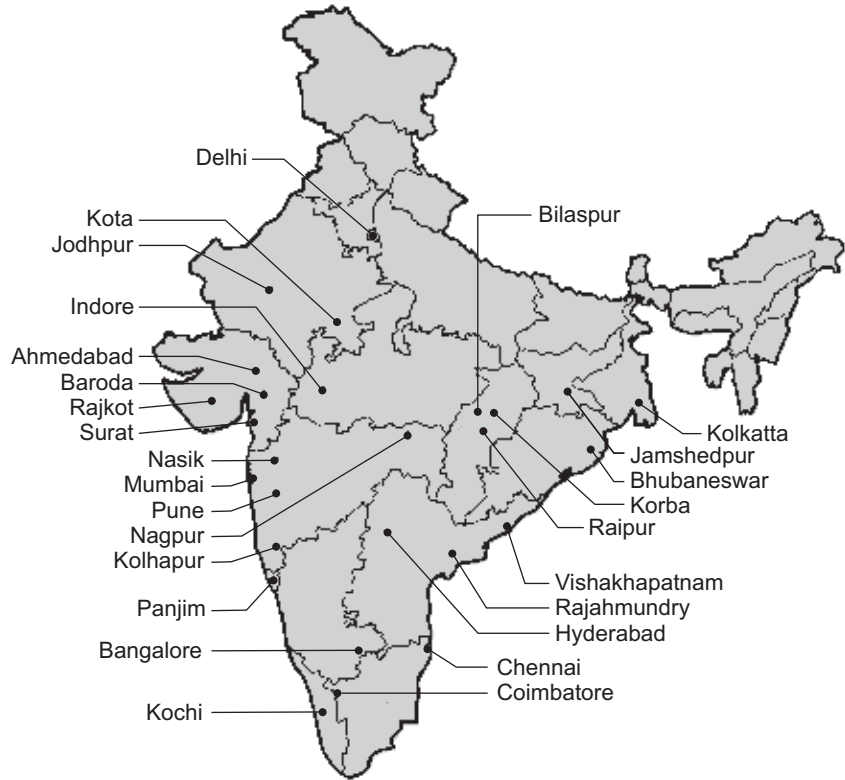 Delhi
Kota
Jodhpur
Indore
Ahmedabad
Baroda
Rajkot
Surat
Nasik
Mumbai
Pune
Nagpur
Kolhapur
Panjim
Bangalore
Kochi
Bilaspur
Kolkatta
Jamshedpur
Bhubaneswar
Korba
Raipur
Vishakhapatnam
Rajahmundry
Hyderabad
Chennai
Coimbatore